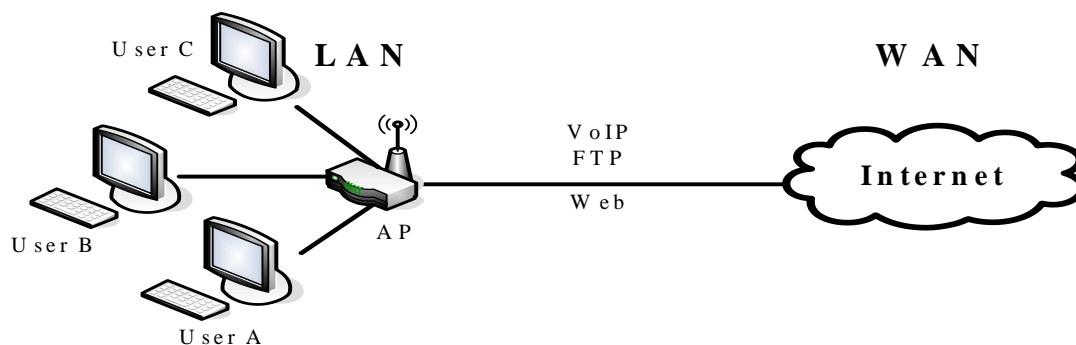 User C
LAN
WAN
VoIP
FTP
Internet
Web
AP
User B
User A